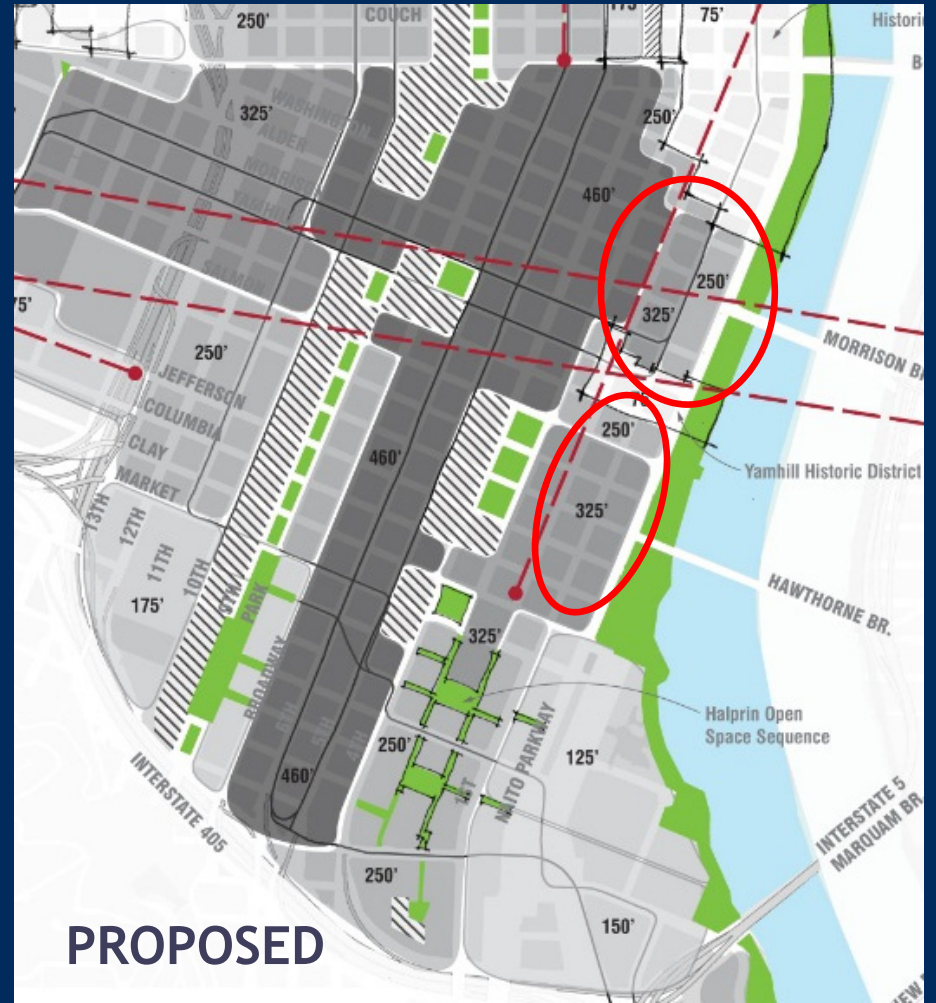 COUCH
250'
75'
Historic
325'
WASHINGTON
ALDER
MORRISON
YAMHILL
SALMON
250'
460'
250'
325'
75'
250'
JEFFERSON
COLUMBIA
CLAY
MARKET
MORRISON
250'
460'
Yamhill Historic District
325'
13TH
12TH
11TH
10TH
9TH
PARK
BROADWAY
6TH
5TH
4TH
175'
HAWTHORNE BR.
325'
Halprin Open
Space Sequence
250'
1ST
NAITO PARKWAY
125'
460'
INTERSTATE 405
INTERSTATE 5
MARQUAM BR.
250'
150'
PROPOSED